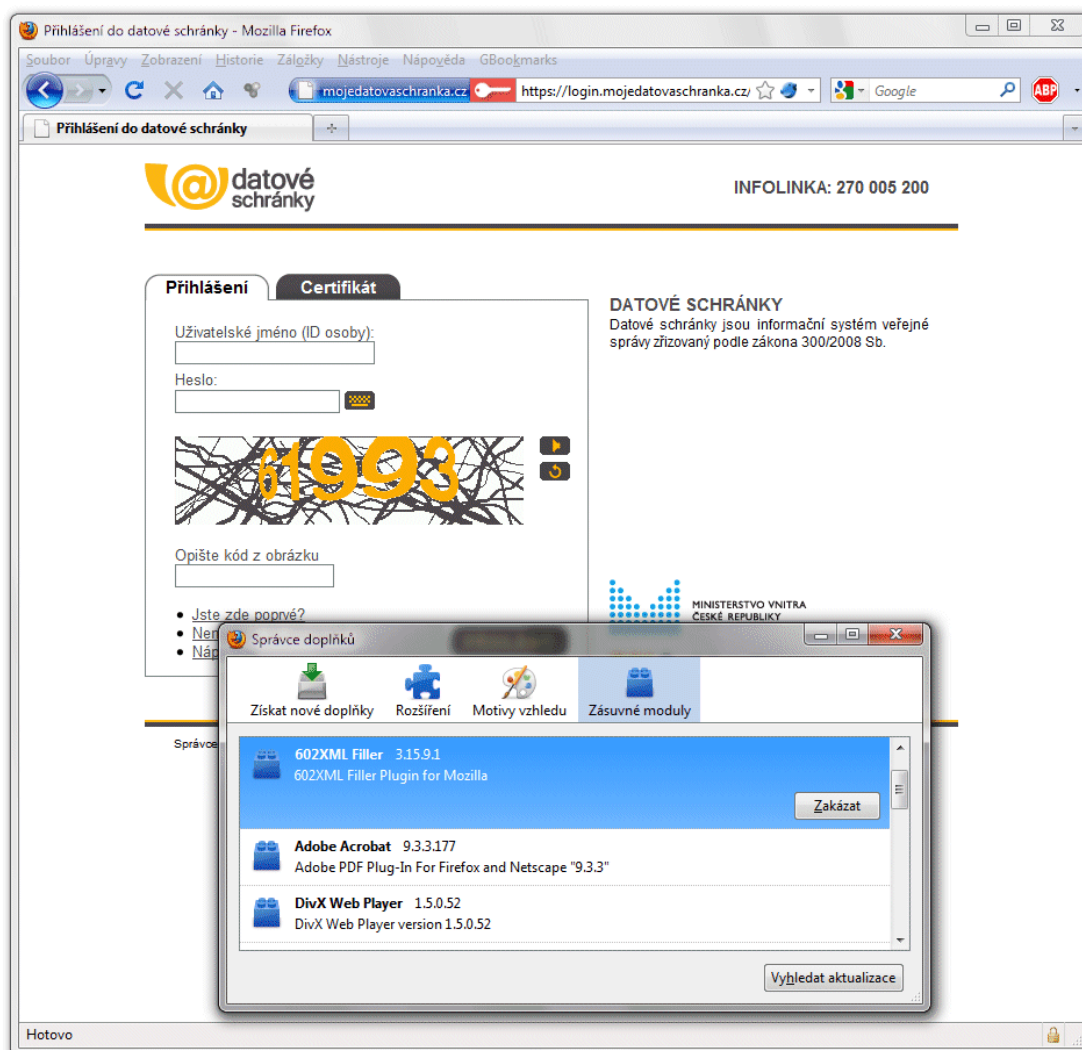 Přihlášení do datové schránky - Mozilla Firefox
Soubor Úpravy Zobrazení Historie Záložky Nástroje Nápověda GBookmarks
mojedatovaschranka.cz https://login.mojedatovaschranka.cz/ Google ABP
Přihlášení do datové schránky
datové
schránky
INFOLINKA: 270 005 200
Přihlášení Certifikát
Uživatelské jméno (ID osoby):
Heslo:
61993
Opište kód z obrázku
Jste zde poprvé?
Nem
Náp
DATOVÉ SCHRÁNKY
Datové schránky jsou informační systém veřejné
správy zřizovaný podle zákona 300/2008 Sb.
MINISTERSTVO VNITRA
ČESKÉ REPUBLIKY
Správce
Správce doplňků
Získat nové doplňky Rozšíření Motivy vzhledu Zásuvné moduly
602XML Filler 3.15.9.1
602XML Filler Plugin for Mozilla
Zakázat
Adobe Acrobat 9.3.3.177
Adobe PDF Plug-In For Firefox and Netscape "9.3.3"
DivX Web Player 1.5.0.52
DivX Web Player version 1.5.0.52
Vyhledat aktualizace
Hotovo